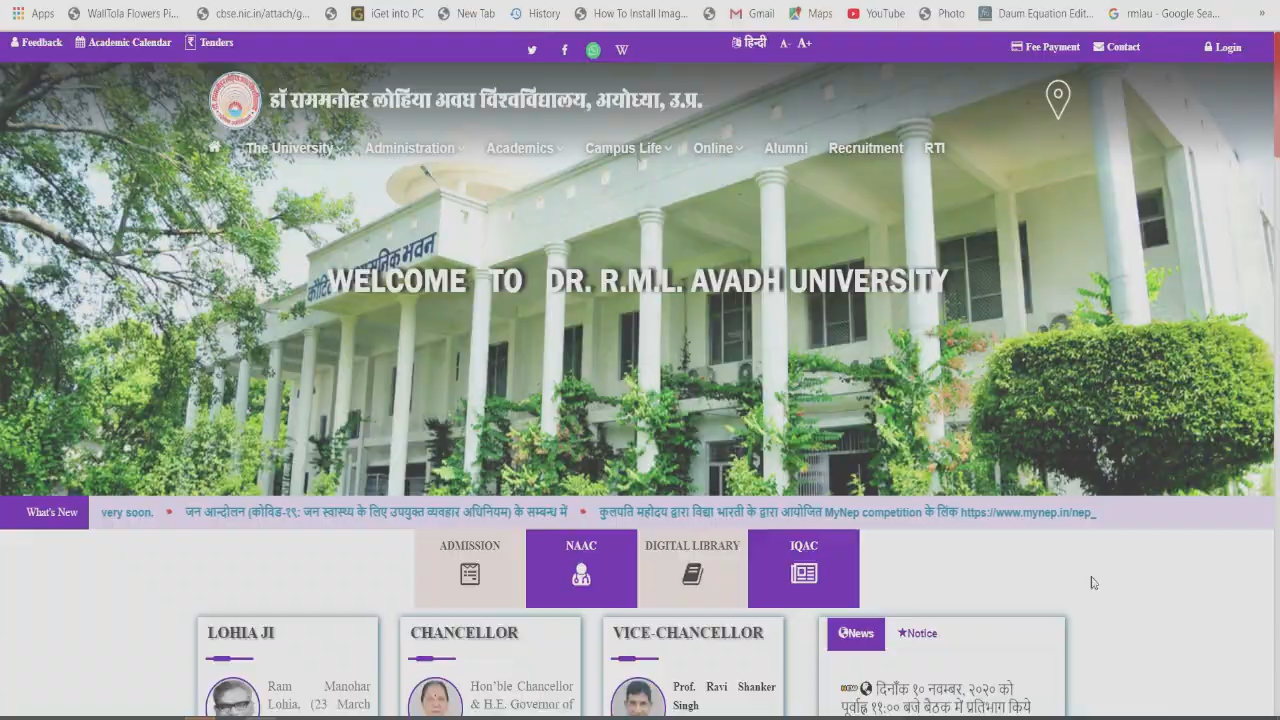 Apps WallTola Flowers Pi... cbse.nic.in/attach/g... iGet into PC New Tab History How To Install Imag... Gmail Maps YouTube Photo Daum Equation Edit... rmlau - Google Sea... »
Feedback Academic Calendar Tenders हिन्दी A- A+ Fee Payment Contact Login
डॉ राममनोहर लोहिया अवध विश्वविद्यालय, अयोध्या, उ.प्र.
The University Administration Academics Campus Life Online Alumni Recruitment RTI
WELCOME TO DR. R.M.L. AVADH UNIVERSITY
What's New very soon. • जन आन्दोलन (कोविड-१९: जन स्वास्थ्य के लिए उपयुक्त व्यवहार अधिनियम) के सम्बन्ध में • कुलपति महोदय द्वारा विद्या भारती के द्वारा आयोजित MyNep competition के लिंक https://www.mynep.in/nep_
ADMISSION NAAC DIGITAL LIBRARY IQAC
LOHIA JI CHANCELLOR VICE-CHANCELLOR News Notice
Ram Manohar Hon'ble Chancellor Prof. Ravi Shanker दिनाँक १० नवम्बर, २०२० को
Lohia, (23 March & H.E. Governor of Singh पूर्वाह्न ११:०० बजे बैठक में प्रतिभाग किये